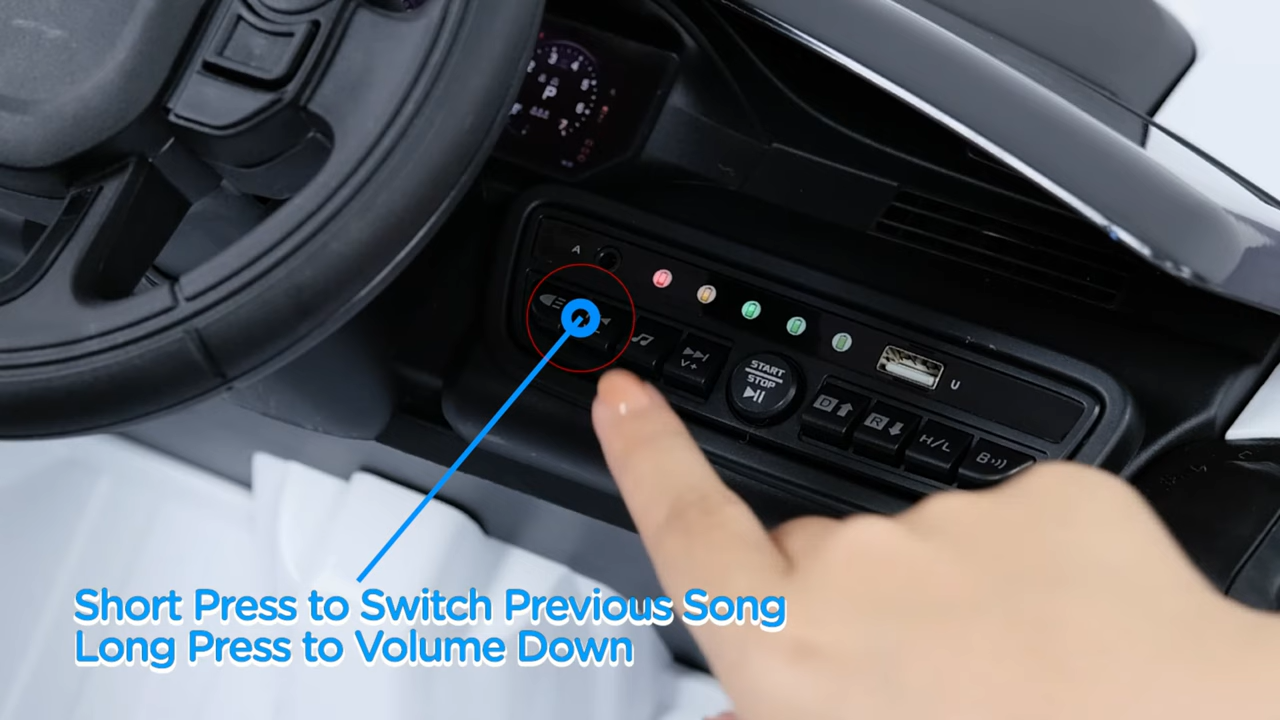 P
A
V+
START
STOP
U
D
R
H/L
B
Short Press to Switch Previous Song
Long Press to Volume Down